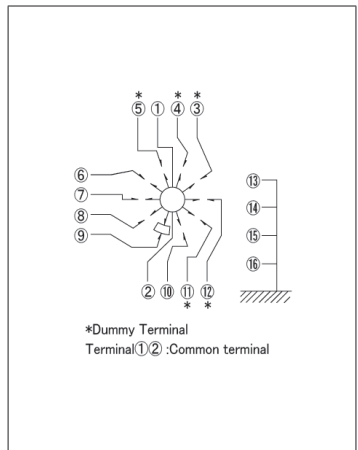 * * *
⑤ ① ④ ③
⑥
⑦
⑧
⑨
⑬
⑭
⑮
⑯
② ⑩ ⑪ ⑫
* *
*Dummy Terminal
Terminal①② :Common terminal